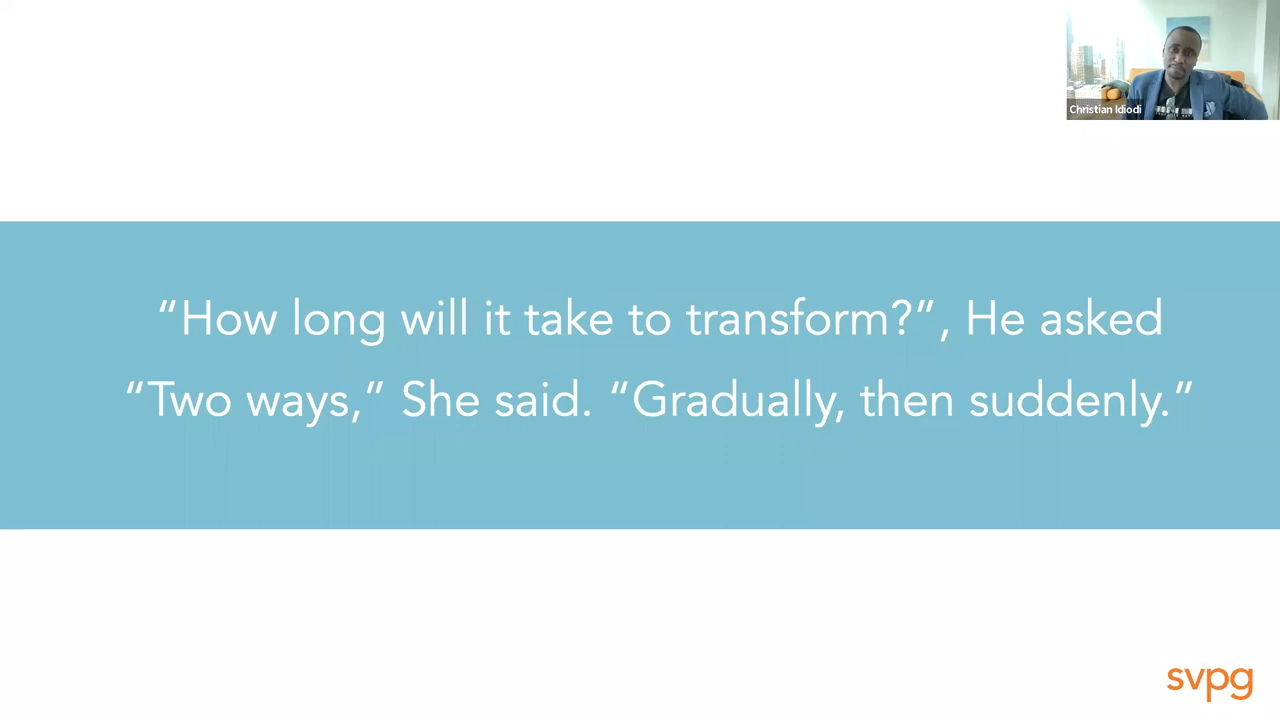 Christian Idiodi
“How long will it take to transform?”, He asked
“Two ways,” She said. “Gradually, then suddenly.”
svpg